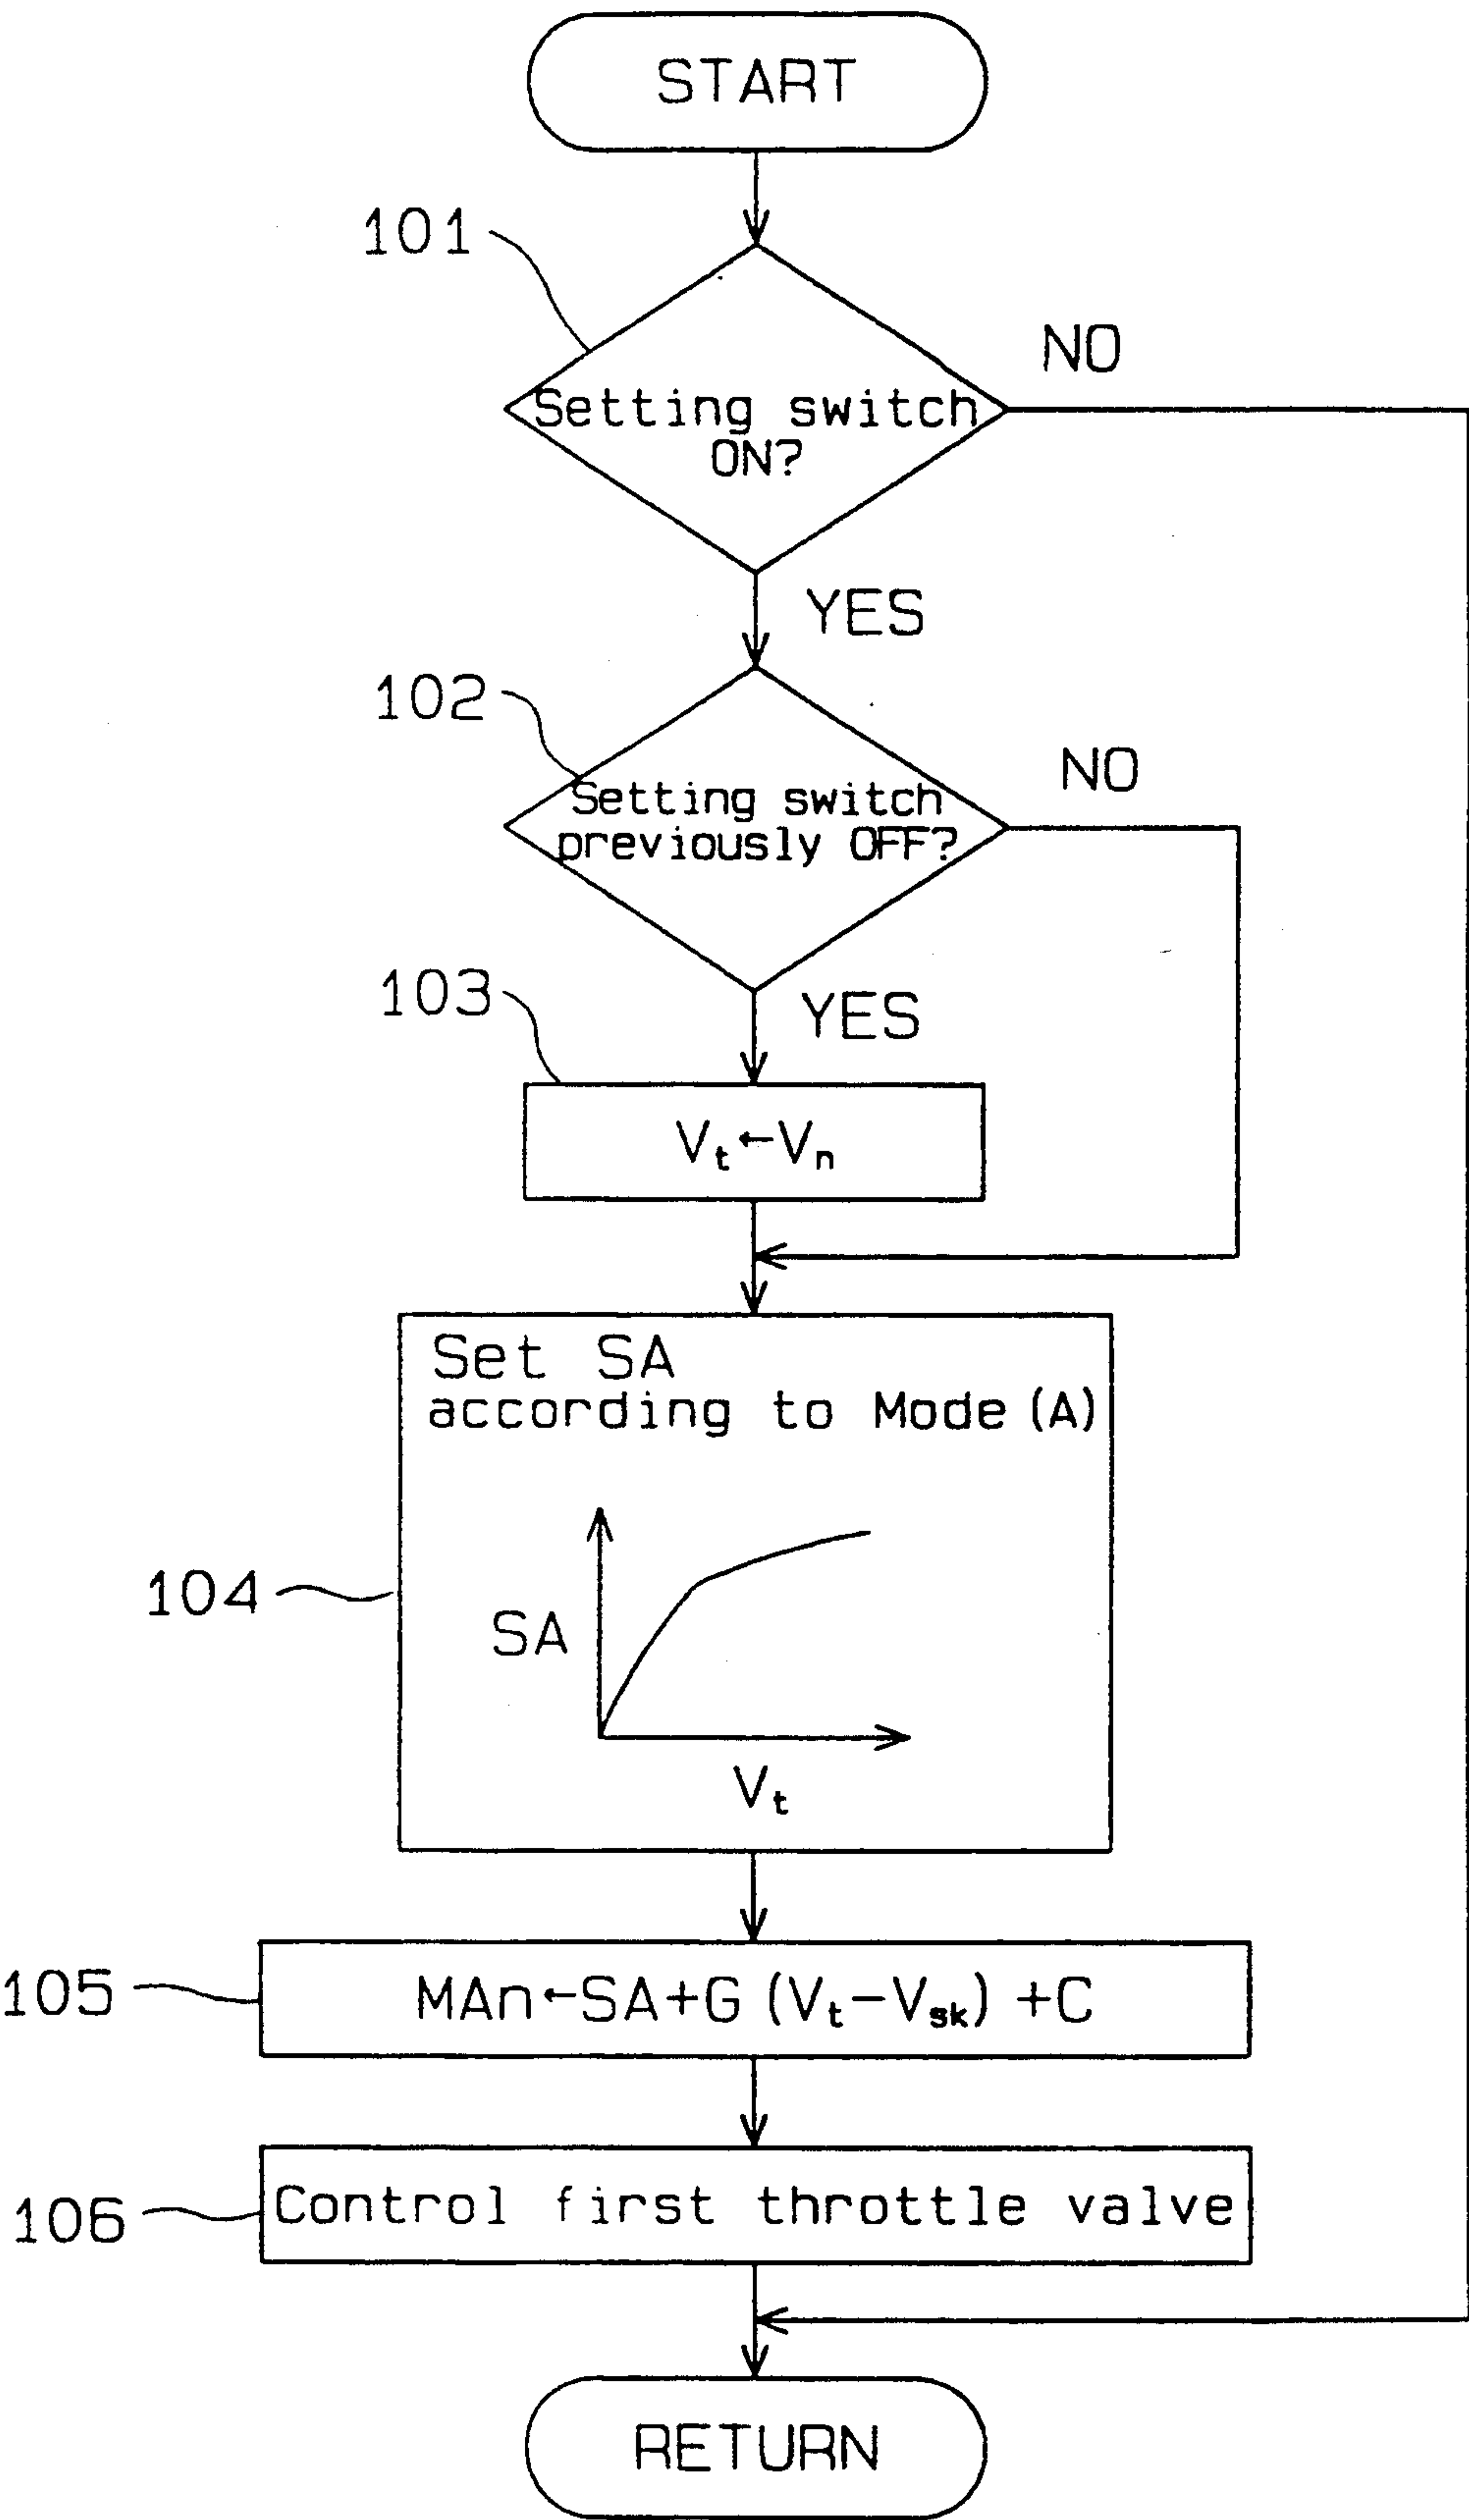 START
101
NO
Setting switch
ON?
YES
102
NO
Setting switch
previously OFF?
103
YES
Vt←Vn
Set SA
according to Mode (A)
104
SA
Vt
105
MAn←SA+G (Vt−Vsk) +C
106
Control first throttle valve
RETURN